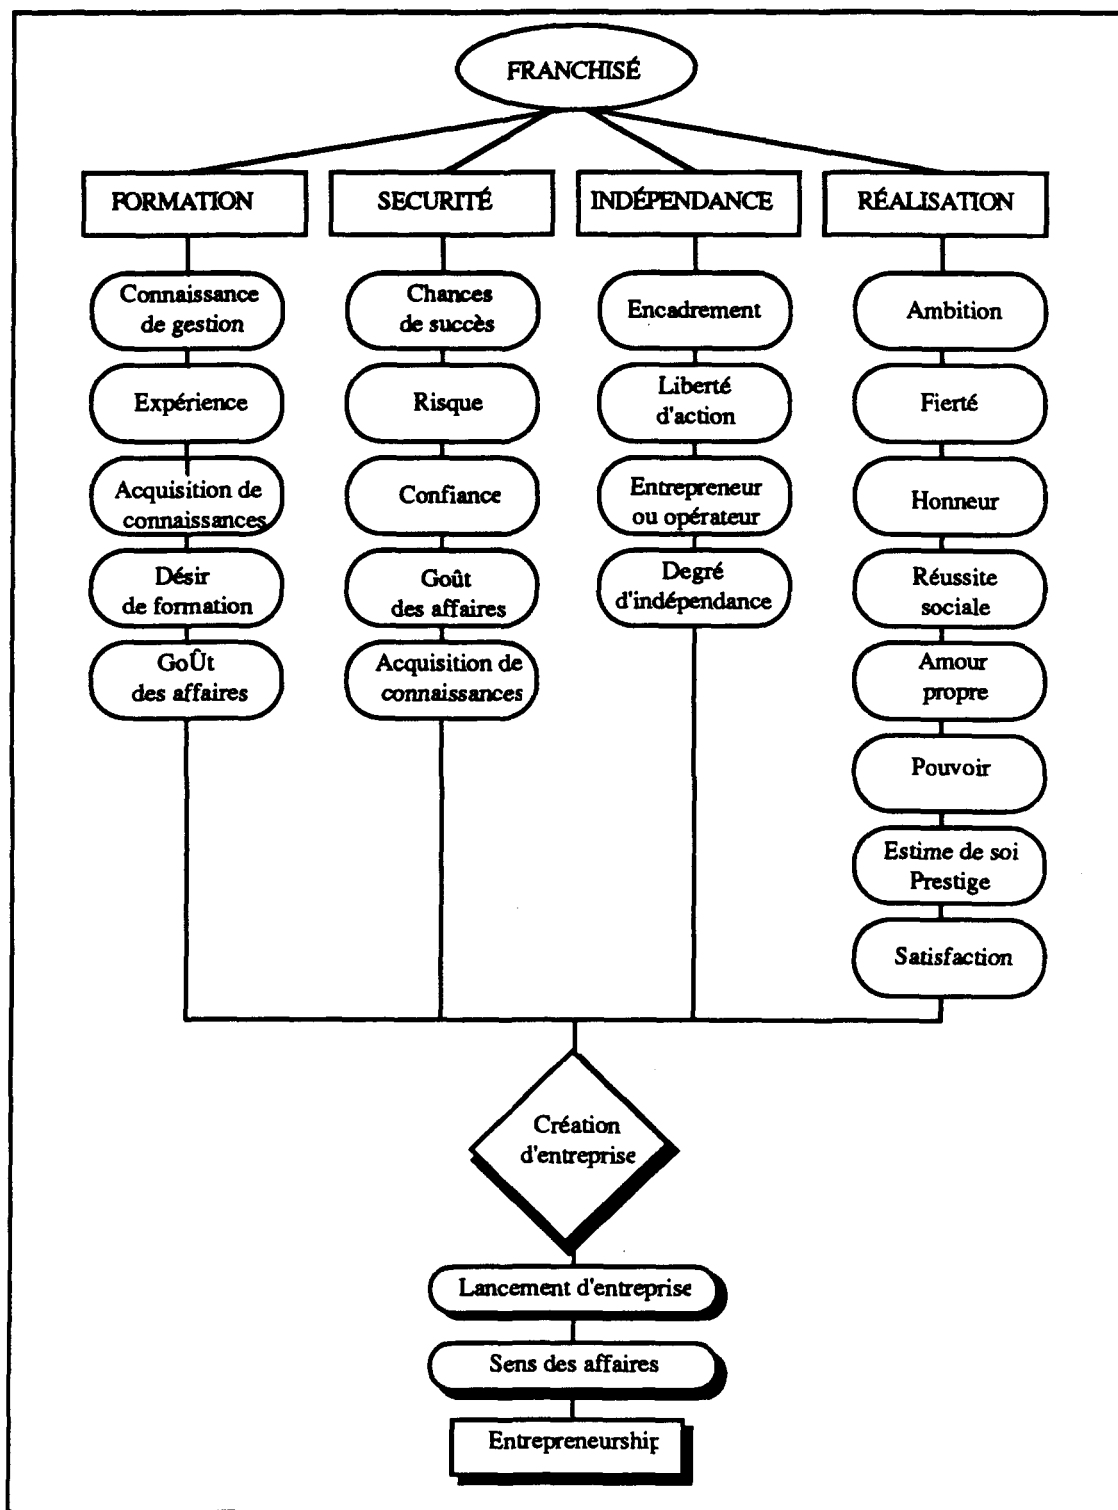 FRANCHISÉ
FORMATION
Connaissance
de gestion
Expérience
Acquisition de
connaissances
Désir
de formation
GoÛt
des affaires
SECURITÉ
Chances
de succès
Risque
Confiance
Goût
des affaires
Acquisition de
connaissances
INDÉPENDANCE
Encadrement
Liberté
d'action
Entrepreneur
ou opérateur
Degré
d'indépendance
RÉALISATION
Ambition
Fierté
Honneur
Réussite
sociale
Amour
propre
Pouvoir
Estime de soi
Prestige
Satisfaction
Création
d'entreprise
Lancement d'entreprise
Sens des affaires
Entrepreneurship